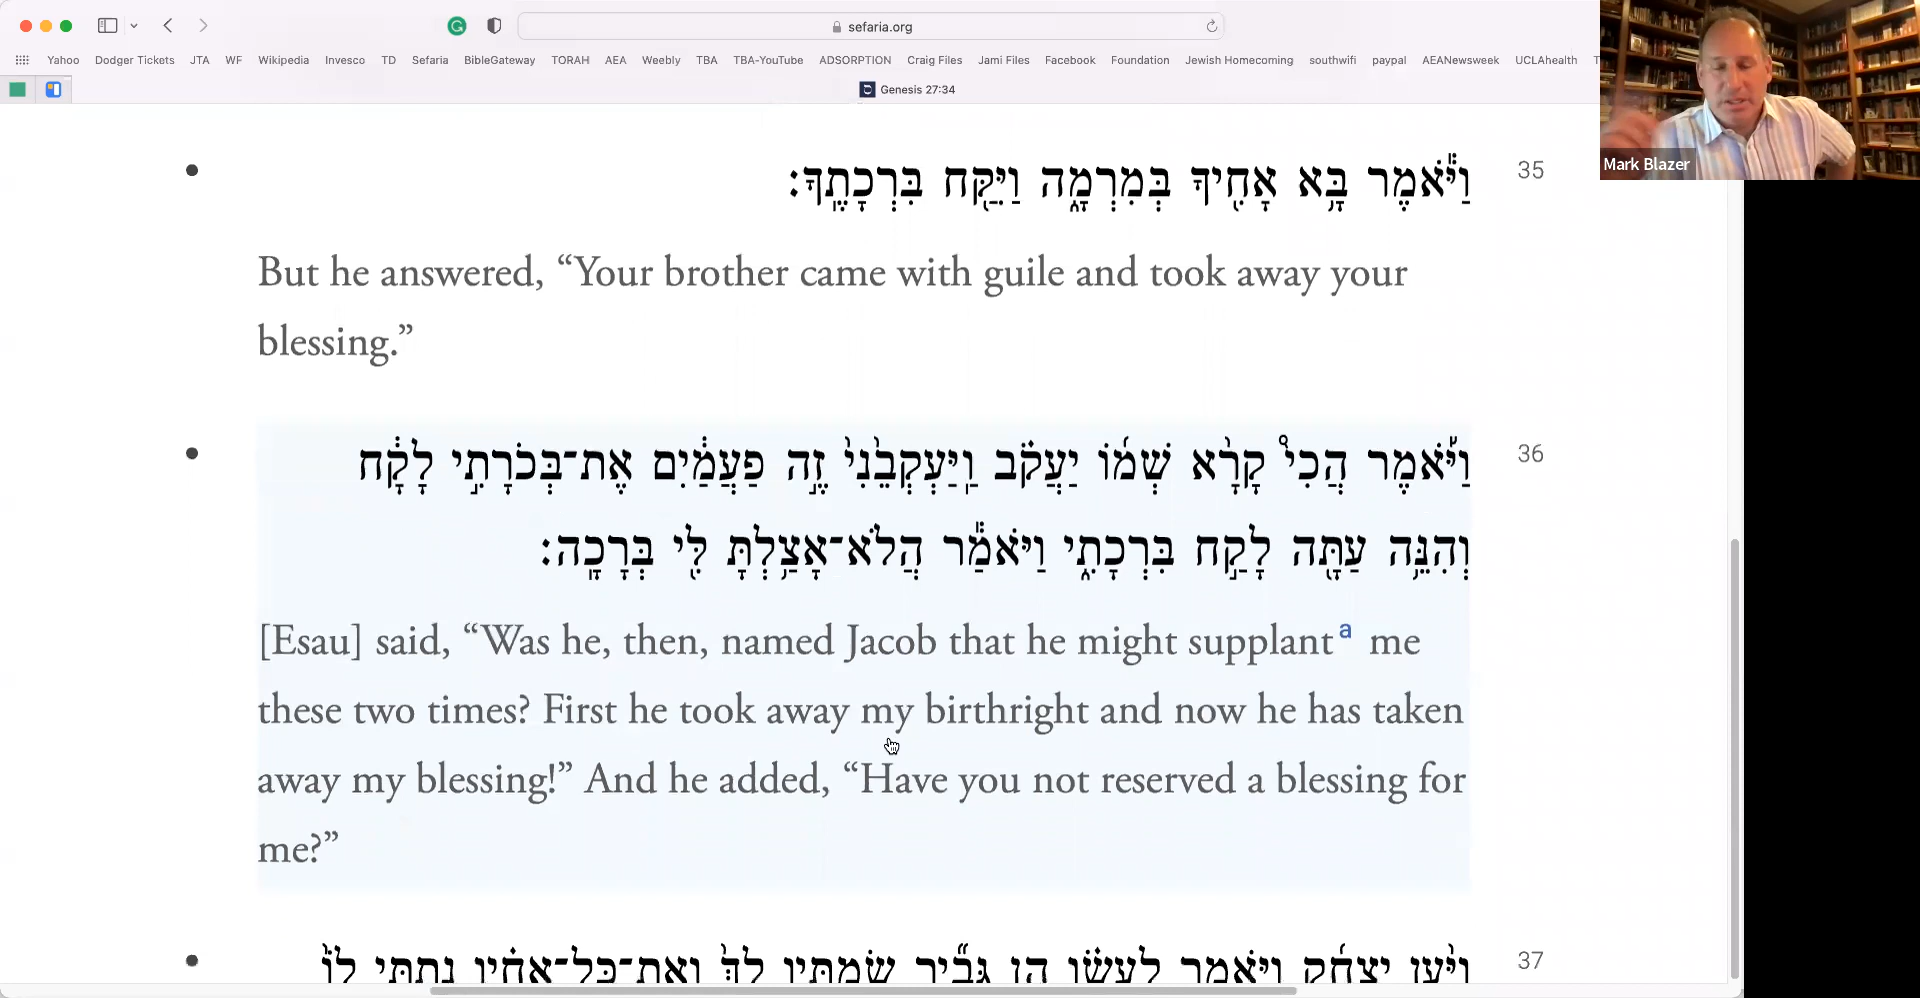 sefaria.org
Yahoo Dodger Tickets JTA WF Wikipedia Invesco TD Sefaria BibleGateway TORAH AEA Weebly TBA TBA-YouTube ADSORPTION Craig Files Jami Files Facebook Foundation Jewish Homecoming southwifi paypal AEANewsweek UCLAhealth
Genesis 27:34
Mark Blazer
35
וַיֹּ֕אמֶר בָּ֥א אָחִ֖יךָ בְּמִרְמָ֑ה וַיִּקַּ֖ח בִּרְכָתֶֽךָ׃
But he answered, “Your brother came with guile and took away your
blessing.”
36
וַיֹּ֡אמֶר הֲכִי֩ קָרָ֨א שְׁמ֜וֹ יַעֲקֹ֗ב וַֽיַּעְקְבֵ֙נִי֙ זֶ֣ה פַעֲמַ֔יִם אֶת־בְּכֹרָתִ֣י לָקָ֔ח
וְהִנֵּ֥ה עַתָּ֖ה לָקַ֣ח בִּרְכָתִ֑י וַיֹּאמַ֕ר הֲלֹא־אָצַ֥לְתָּ לִּ֖י בְּרָכָֽה׃
[Esau] said, “Was he, then, named Jacob that he might supplant a me
these two times? First he took away my birthright and now he has taken
away my blessing!” And he added, “Have you not reserved a blessing for
me?”
37
וַיַּ֨עַן יִצְחָ֜ק וַיֹּ֣אמֶר לְעֵשָׂ֗ו הֵ֣ן גְּבִ֞יר שַׂמְתִּ֥יו לָךְ֙ וְאֶת־כׇּל־אֶחָ֗יו נָתַ֤תִּי לוֹ֙